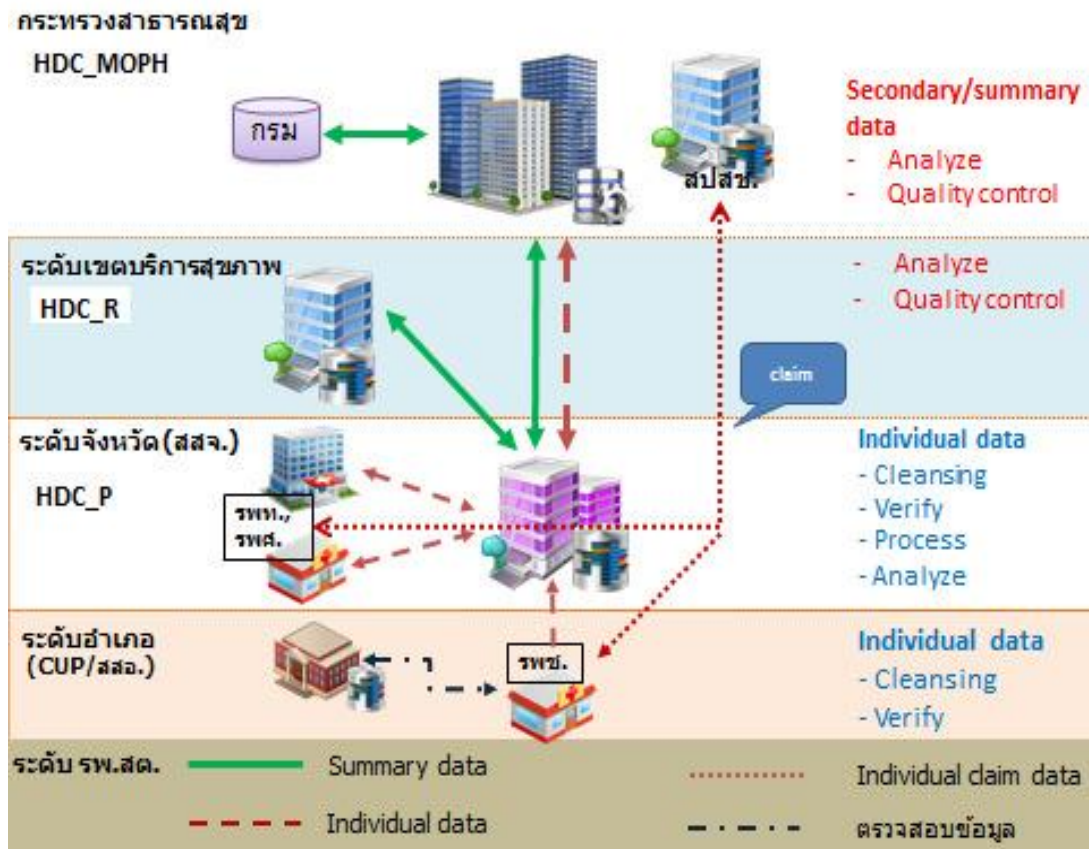 กระทรวงสาธารณสุข
HDC_MOPH
กรม
สปสช.
Secondary/summary
data
- Analyze
- Quality control
ระดับเขตบริการสุขภาพ
HDC_R
- Analyze
- Quality control
claim
ระดับจังหวัด (สสจ.)
HDC_P
รพท.,
รพศ.
Individual data
- Cleansing
- Verify
- Process
- Analyze
ระดับอำเภอ
(CUP/สสอ.)
รพช.
Individual data
- Cleansing
- Verify
ระดับ รพ.สต.
Summary data
Individual claim data
Individual data
ตรวจสอบข้อมูล